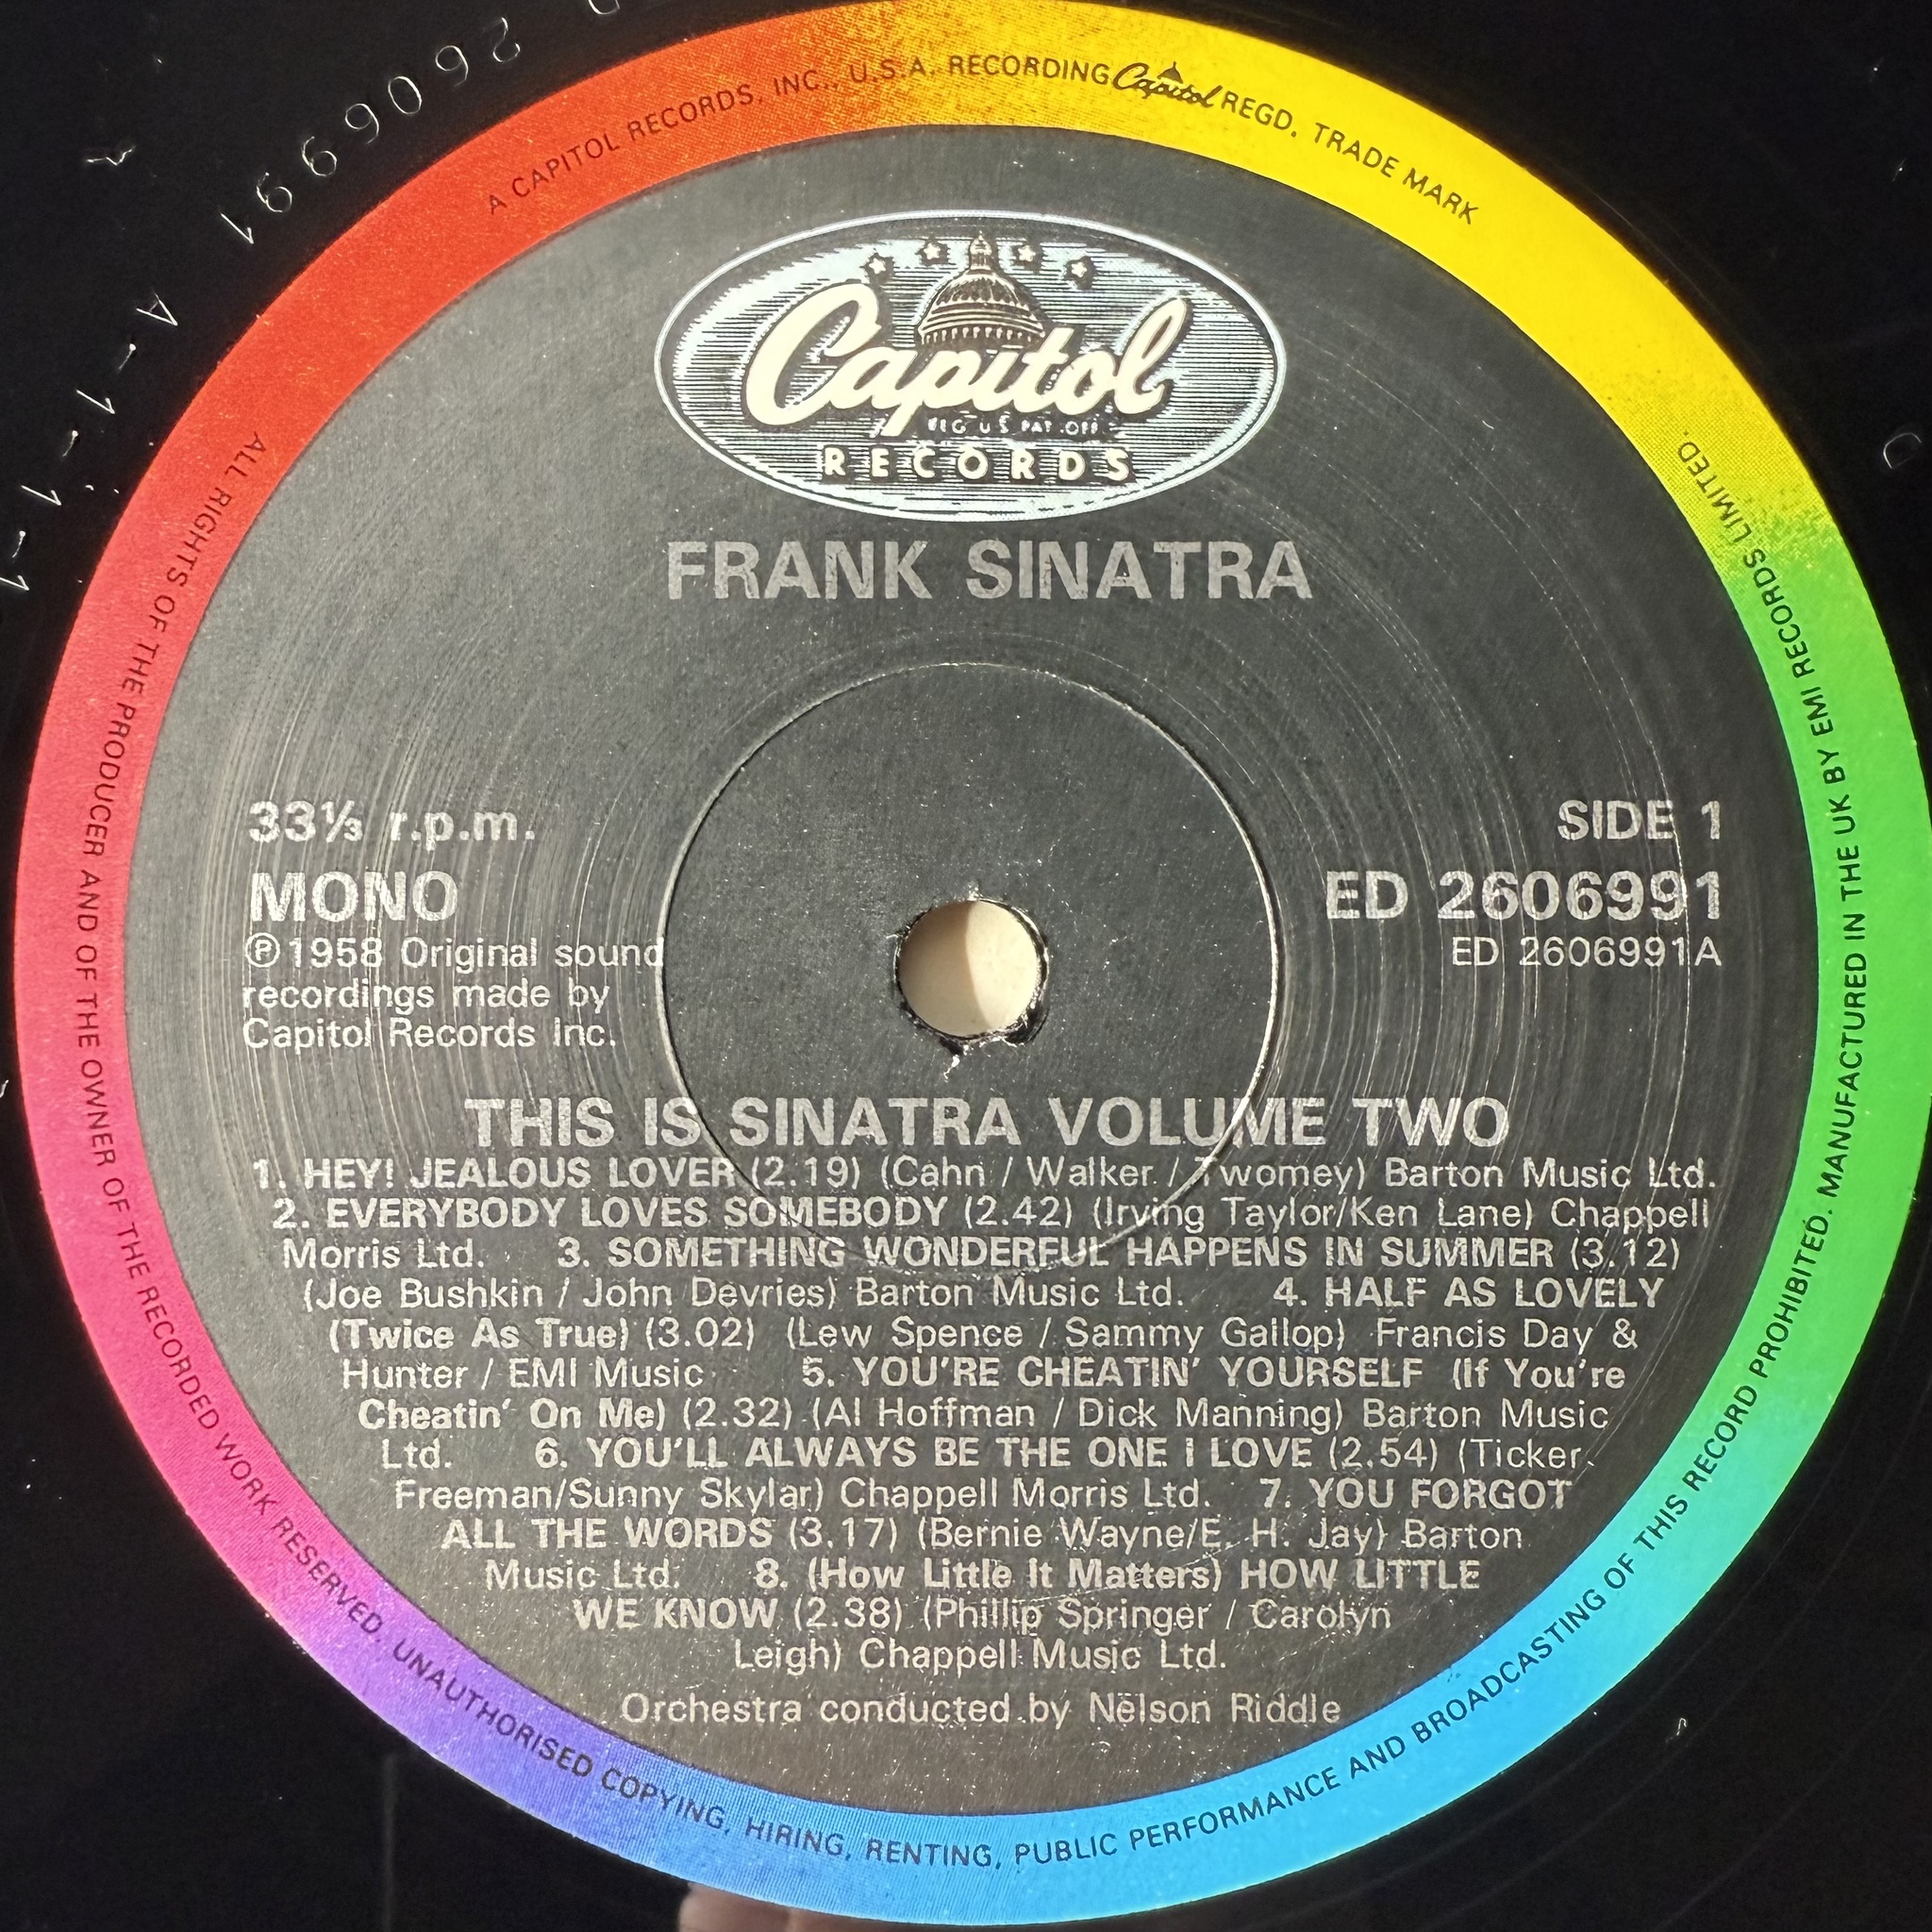 A CAPITOL RECORDS, INC., U.S.A. RECORDING Capitol REGD. TRADE MARK
Capitol
REG. U.S. PAT. OFF.
RECORDS
FRANK SINATRA
33⅓ r.p.m.
MONO
℗1958 Original sound
recordings made by
Capitol Records Inc.
SIDE 1
ED 2606991
ED 2606991A
THIS IS SINATRA VOLUME TWO
1. HEY! JEALOUS LOVER (2.19) (Cahn / Walker / Twomey) Barton Music Ltd.
2. EVERYBODY LOVES SOMEBODY (2.42) (Irving Taylor/Ken Lane) Chappell
Morris Ltd. 3. SOMETHING WONDERFUL HAPPENS IN SUMMER (3.12)
(Joe Bushkin / John Devries) Barton Music Ltd. 4. HALF AS LOVELY
(Twice As True) (3.02) (Lew Spence / Sammy Gallop) Francis Day &
Hunter / EMI Music 5. YOU'RE CHEATIN' YOURSELF (If You're
Cheatin' On Me) (2.32) (Al Hoffman / Dick Manning) Barton Music
Ltd. 6. YOU'LL ALWAYS BE THE ONE I LOVE (2.54) (Ticker
Freeman/Sunny Skylar) Chappell Morris Ltd. 7. YOU FORGOT
ALL THE WORDS (3.17) (Bernie Wayne/E. H. Jay) Barton
Music Ltd. 8. (How Little It Matters) HOW LITTLE
WE KNOW (2.38) (Phillip Springer / Carolyn
Leigh) Chappell Music Ltd.
Orchestra conducted by Nelson Riddle
ALL RIGHTS OF THE PRODUCER AND OF THE OWNER OF THE RECORDED WORK RESERVED. UNAUTHORISED COPYING, HIRING, RENTING, PUBLIC PERFORMANCE AND BROADCASTING OF THIS RECORD PROHIBITED. MANUFACTURED IN THE UK BY EMI RECORDS LIMITED.
2606991 A-1-1-1